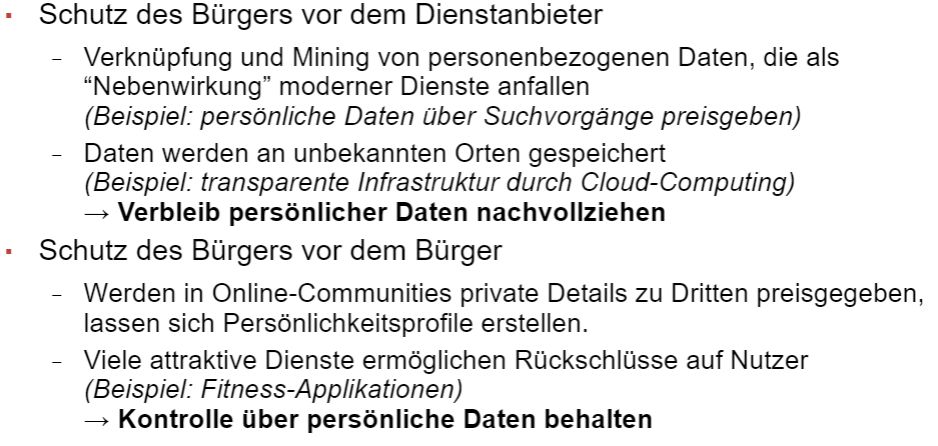 ▪ Schutz des Bürgers vor dem Dienstanbieter
– Verknüpfung und Mining von personenbezogenen Daten, die als
“Nebenwirkung” moderner Dienste anfallen
(Beispiel: persönliche Daten über Suchvorgänge preisgeben)
– Daten werden an unbekannten Orten gespeichert
(Beispiel: transparente Infrastruktur durch Cloud-Computing)
→ Verbleib persönlicher Daten nachvollziehen
▪ Schutz des Bürgers vor dem Bürger
– Werden in Online-Communities private Details zu Dritten preisgegeben,
lassen sich Persönlichkeitsprofile erstellen.
– Viele attraktive Dienste ermöglichen Rückschlüsse auf Nutzer
(Beispiel: Fitness-Applikationen)
→ Kontrolle über persönliche Daten behalten